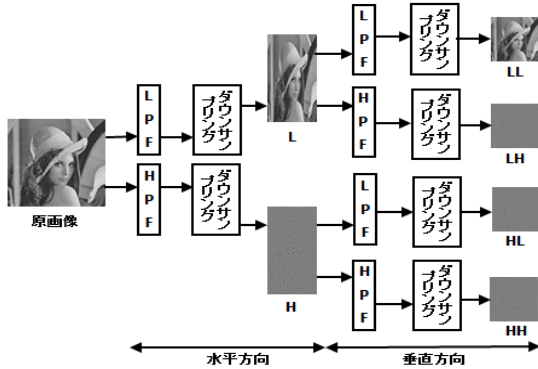 原画像
LPF
ダウンサンプリング
HPF
ダウンサンプリング
L
H
LPF
ダウンサンプリング
LL
HPF
ダウンサンプリング
LH
LPF
ダウンサンプリング
HL
HPF
ダウンサンプリング
HH
水平方向
垂直方向